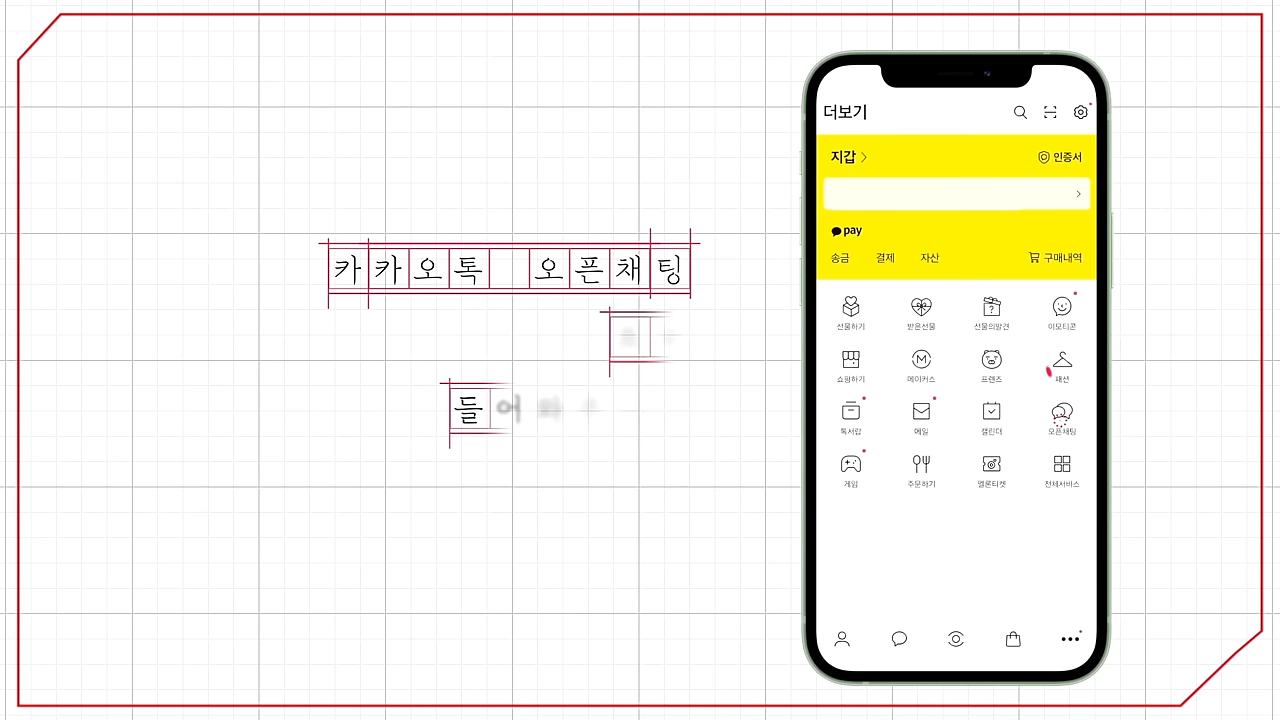 카카오톡 오픈채팅
들어
더보기
지갑 >
인증서
pay
송금 결제 자산 구매내역
선물하기 받은선물 선물의발견 이모티콘
쇼핑하기 메이커스 프렌즈 패션
톡서랍 메일 캘린더 오픈채팅
게임 주문하기 멜론티켓 전체서비스